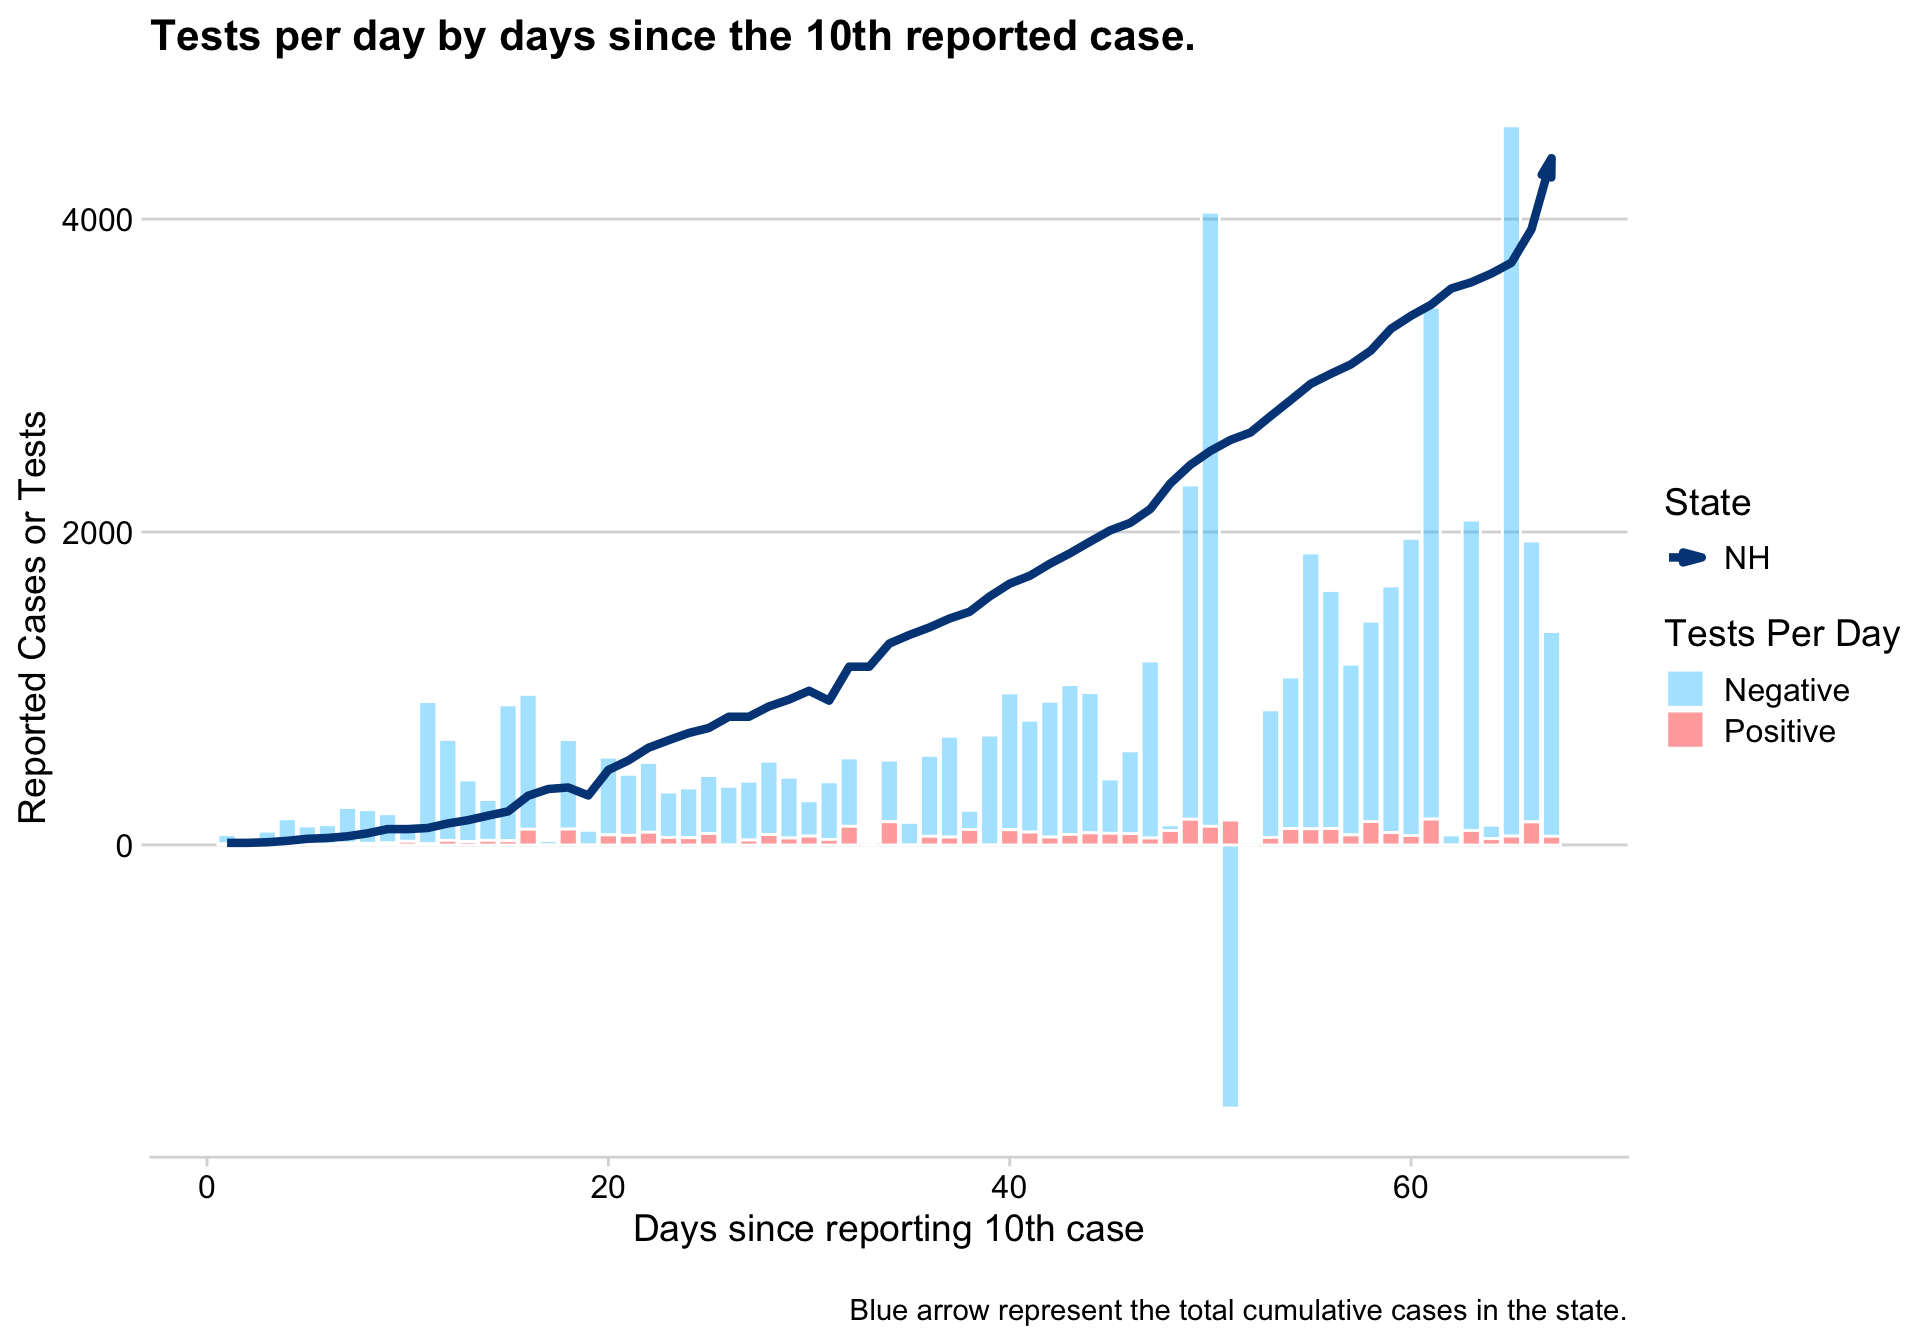 Tests per day by days since the 10th reported case.
Reported Cases or Tests
4000
2000
0
0
20
40
60
Days since reporting 10th case
State
NH
Tests Per Day
Negative
Positive
Blue arrow represent the total cumulative cases in the state.